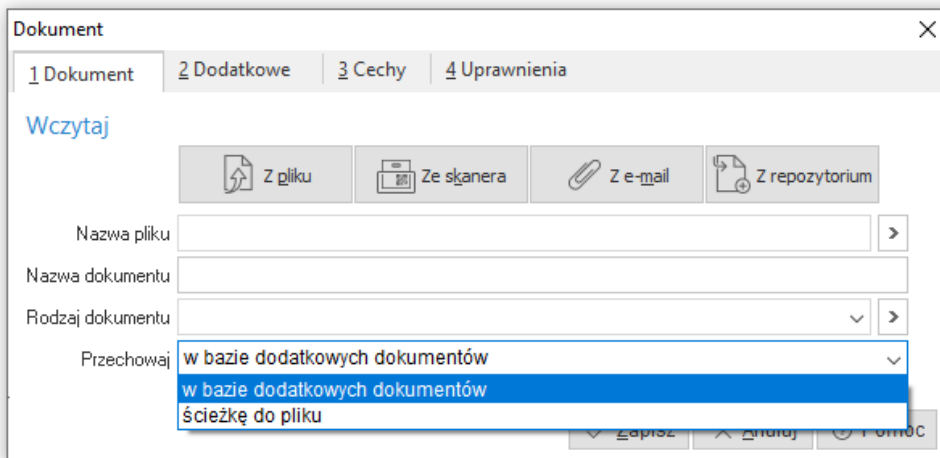 Dokument
1 Dokument 2 Dodatkowe 3 Cechy 4 Uprawnienia
Wczytaj
Z pliku Ze skanera Z e-mail Z repozytorium
Nazwa pliku
Nazwa dokumentu
Rodzaj dokumentu
Przechowaj w bazie dodatkowych dokumentów
w bazie dodatkowych dokumentów
ścieżkę do pliku
Zapisz Anuluj Pomoc